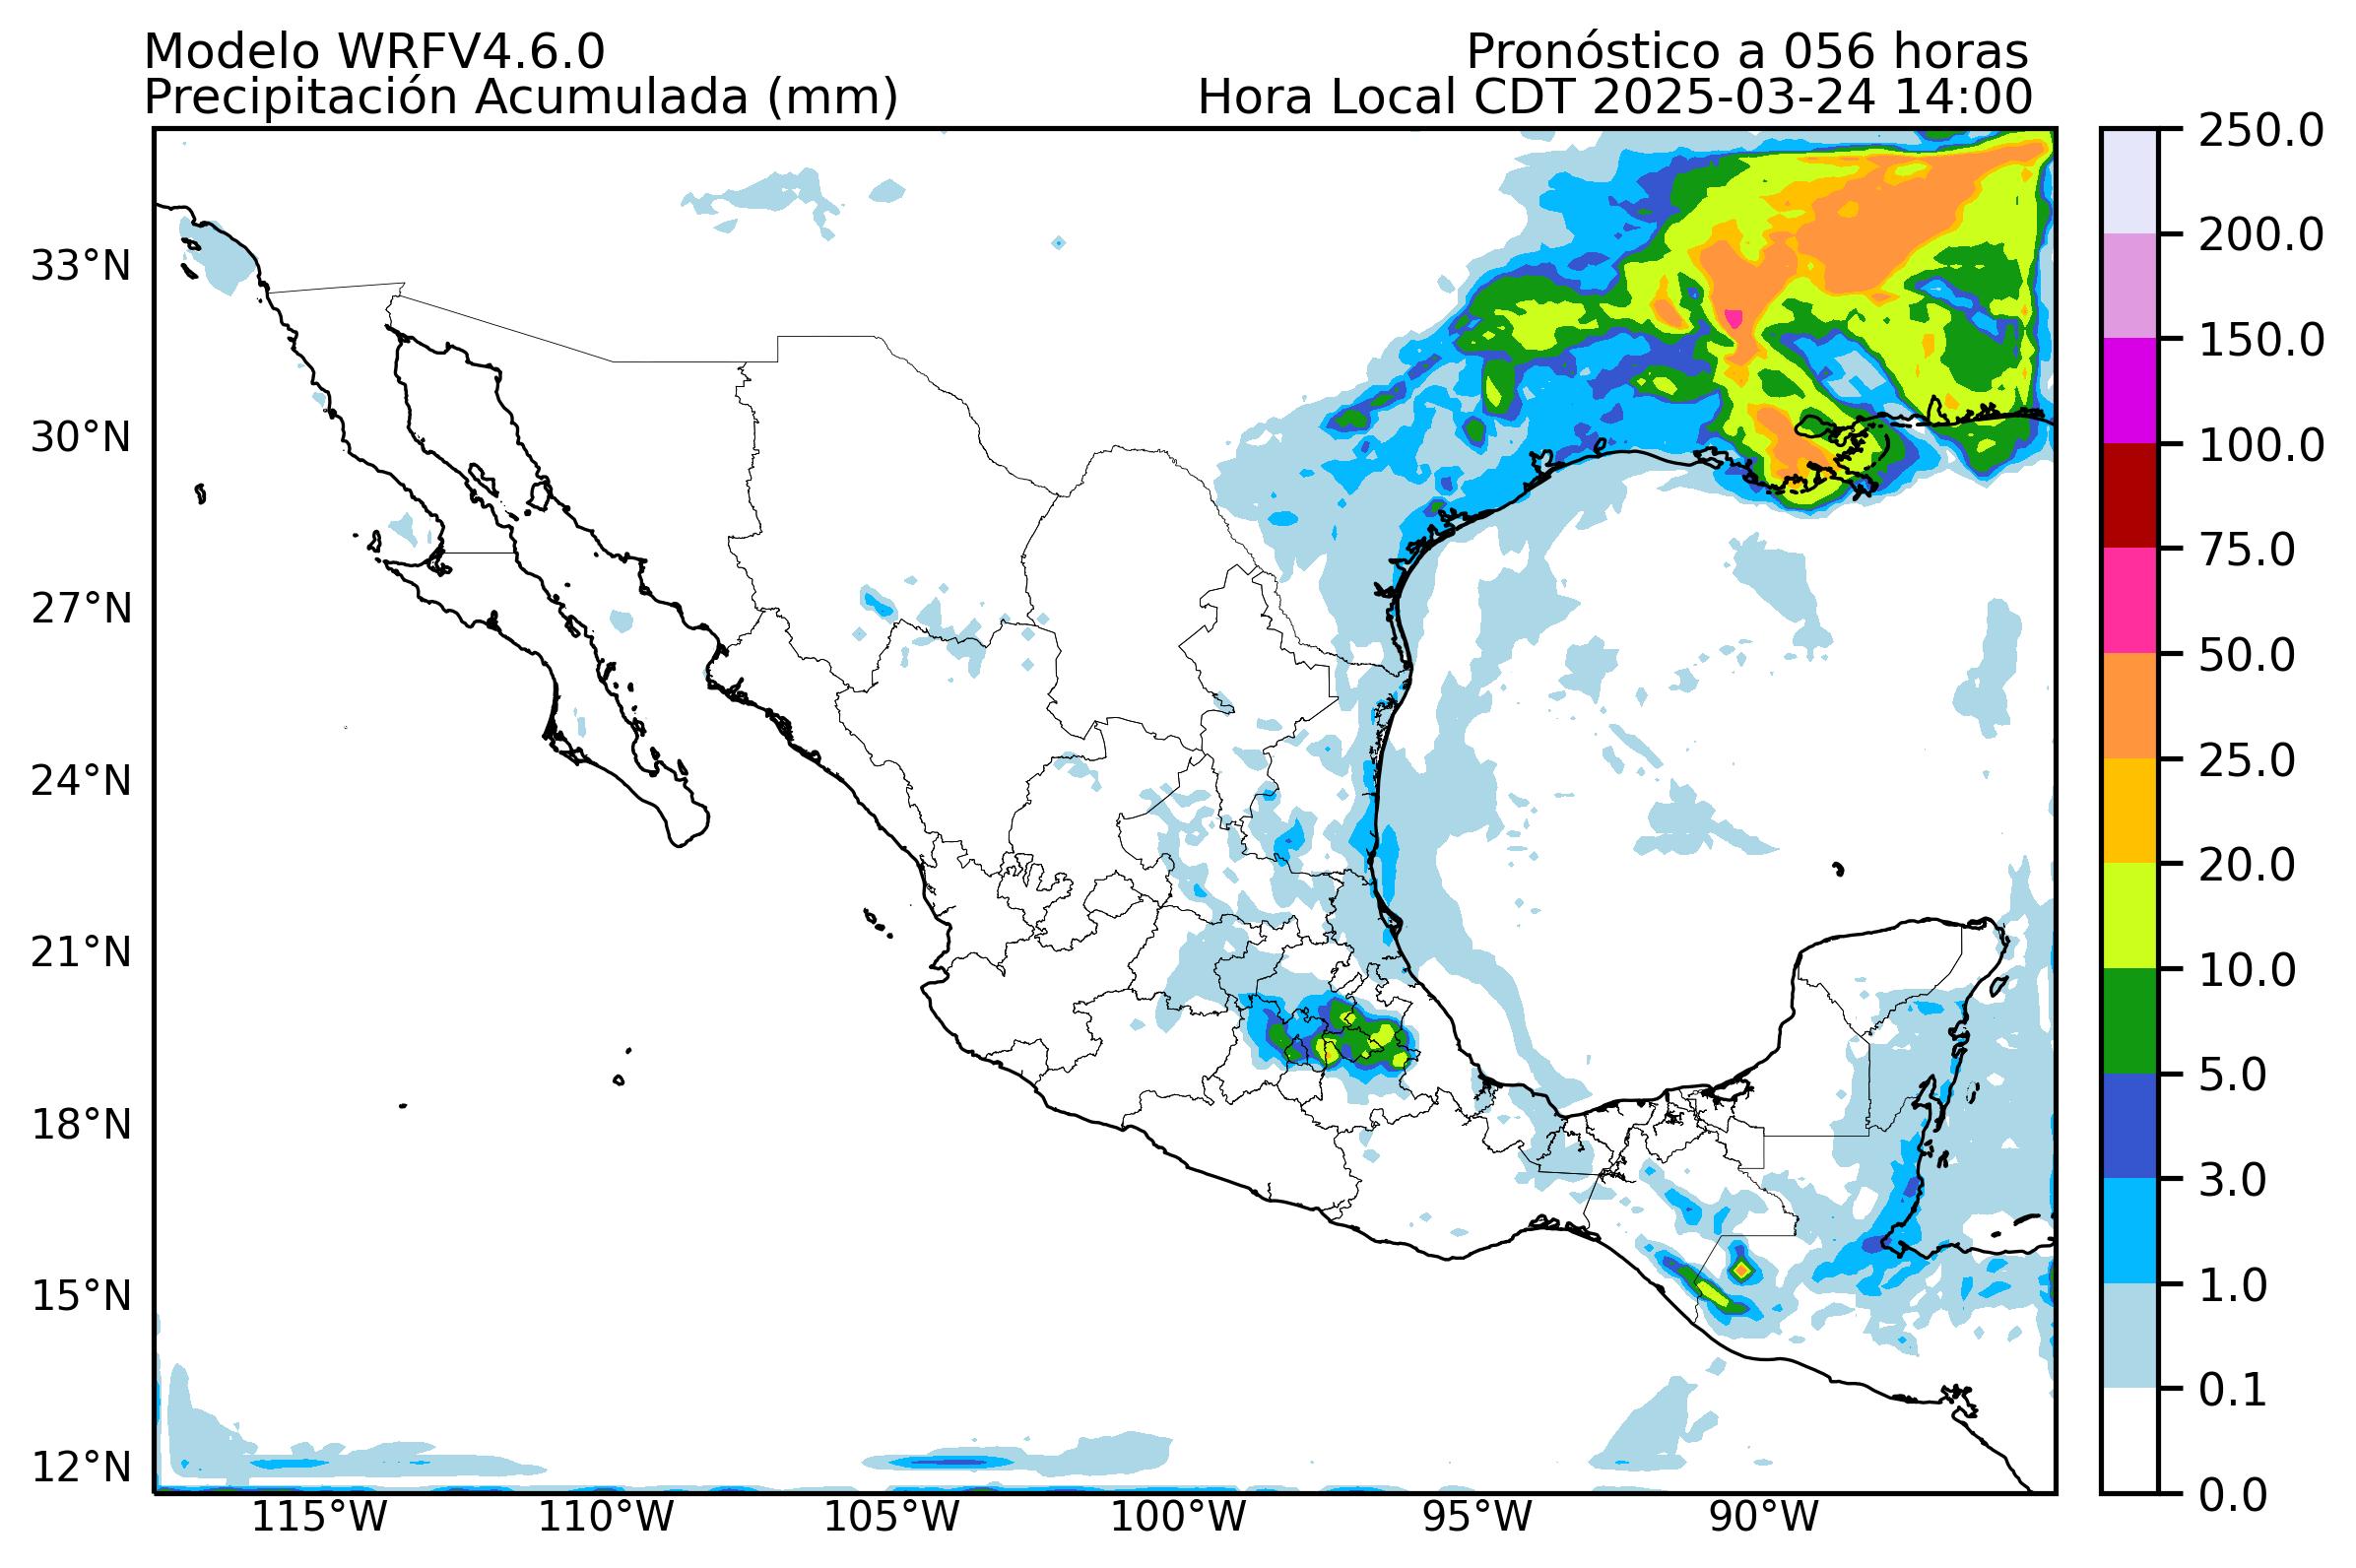 Modelo WRFV4.6.0
Pronóstico a 056 horas
Precipitación Acumulada (mm)
Hora Local CDT 2025-03-24 14:00
33°N
30°N
27°N
24°N
21°N
18°N
15°N
12°N
115°W
110°W
105°W
100°W
95°W
90°W
250.0
200.0
150.0
100.0
75.0
50.0
25.0
20.0
10.0
5.0
3.0
1.0
0.1
0.0